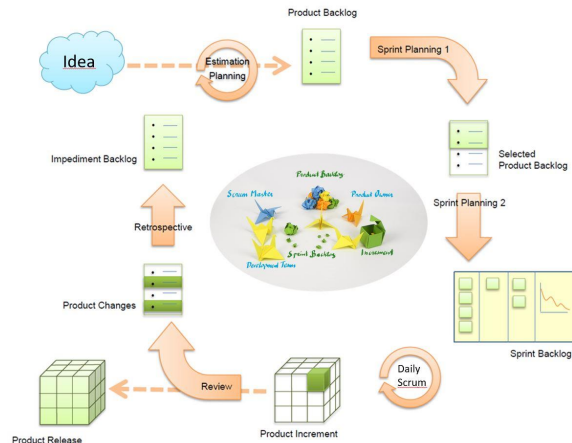 Product Backlog
Idea
Estimation
Planning
Sprint Planning 1
Impediment Backlog
Selected
Product Backlog
Product Backlog
Scrum Master
Product Owner
Sprint Planning 2
Retrospective
Sprint Backlog
Increment
Development Team
Product Changes
Sprint Backlog
Daily
Scrum
Review
Product Increment
Product Release